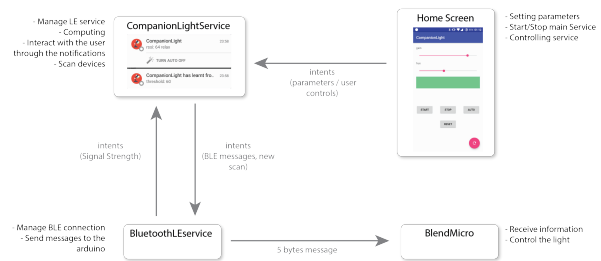 - Manage LE service
- Computing
- Interact with the user
through the notifications
- Scan devices
CompanionLightService
CompanionLight
TURN AUTO OFF
CompanionLight has learnt fro..
threshold: 60
intents
(parameters / user
controls)
Home Screen
CompanionLight
START
STOP
AUTO
RESET
- Setting parameters
- Start/Stop main Service
- Controlling service
intents
(Signal Strength)
intents
(BLE messages, new
scan)
- Manage BLE connection
- Send messages to the
arduino
BluetoothLEservice
5 bytes message
BlendMicro
- Receive information
- Control the light